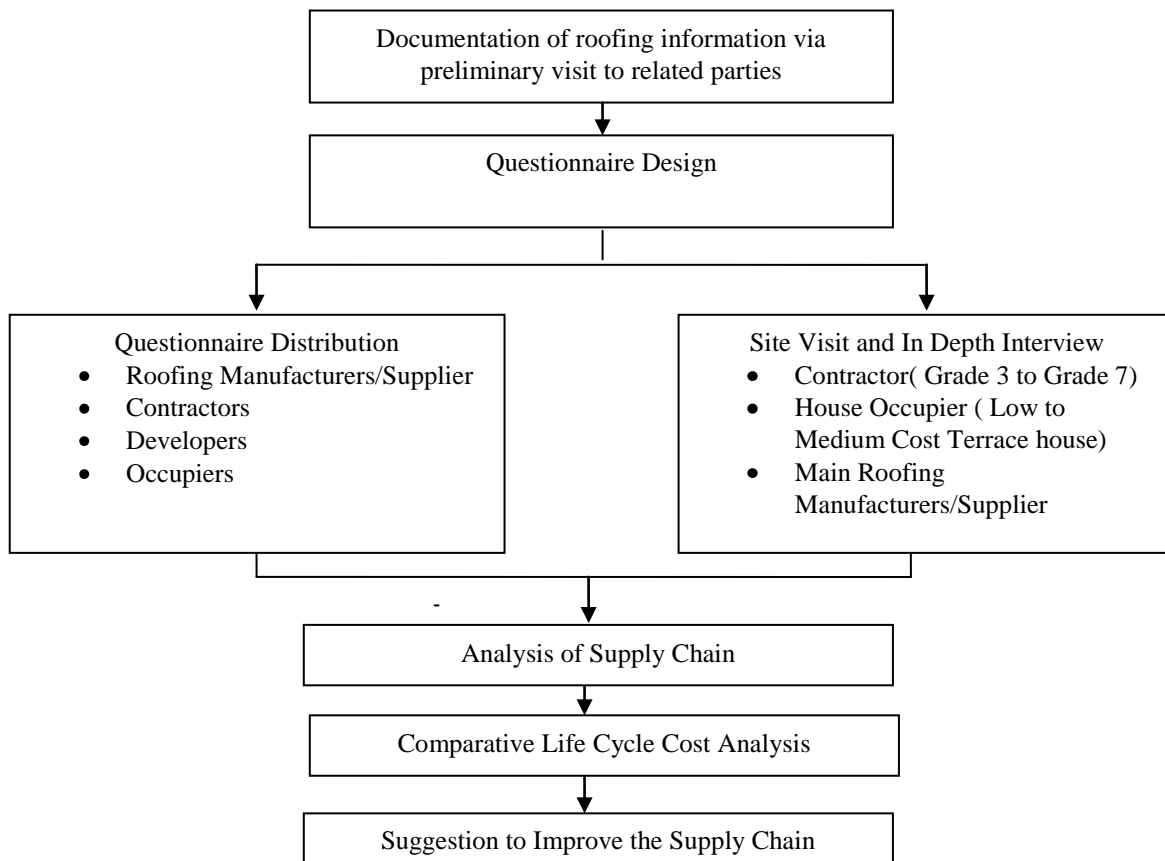 Documentation of roofing information via
preliminary visit to related parties
Questionnaire Design
Questionnaire Distribution
• Roofing Manufacturers/Supplier
• Contractors
• Developers
• Occupiers
Site Visit and In Depth Interview
• Contractor( Grade 3 to Grade 7)
• House Occupier ( Low to
Medium Cost Terrace house)
• Main Roofing
Manufacturers/Supplier
-
Analysis of Supply Chain
Comparative Life Cycle Cost Analysis
Suggestion to Improve the Supply Chain